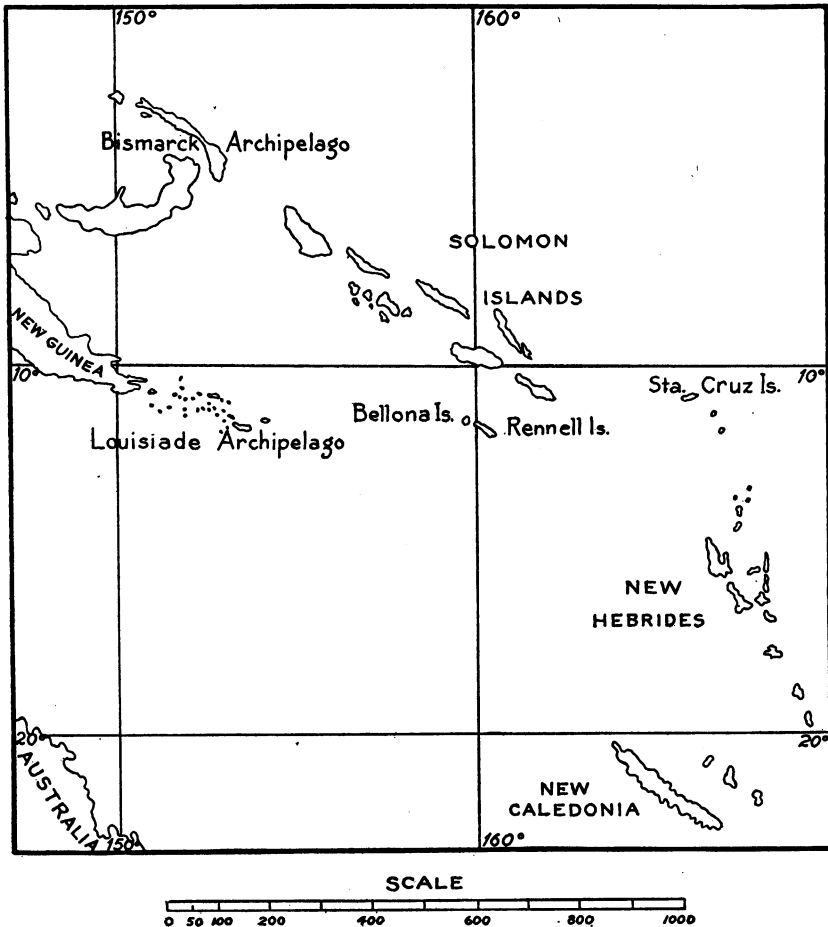 150°
160°
Bismarck Archipelago
SOLOMON
ISLANDS
NEW GUINEA
10°
10°
Sta. Cruz Is.
Bellona Is.
Rennell Is.
Louisiade Archipelago
NEW
HEBRIDES
20°
20°
AUSTRALIA
NEW
CALEDONIA
150°
160°
SCALE
0 50 100 200 400 600 800 1000